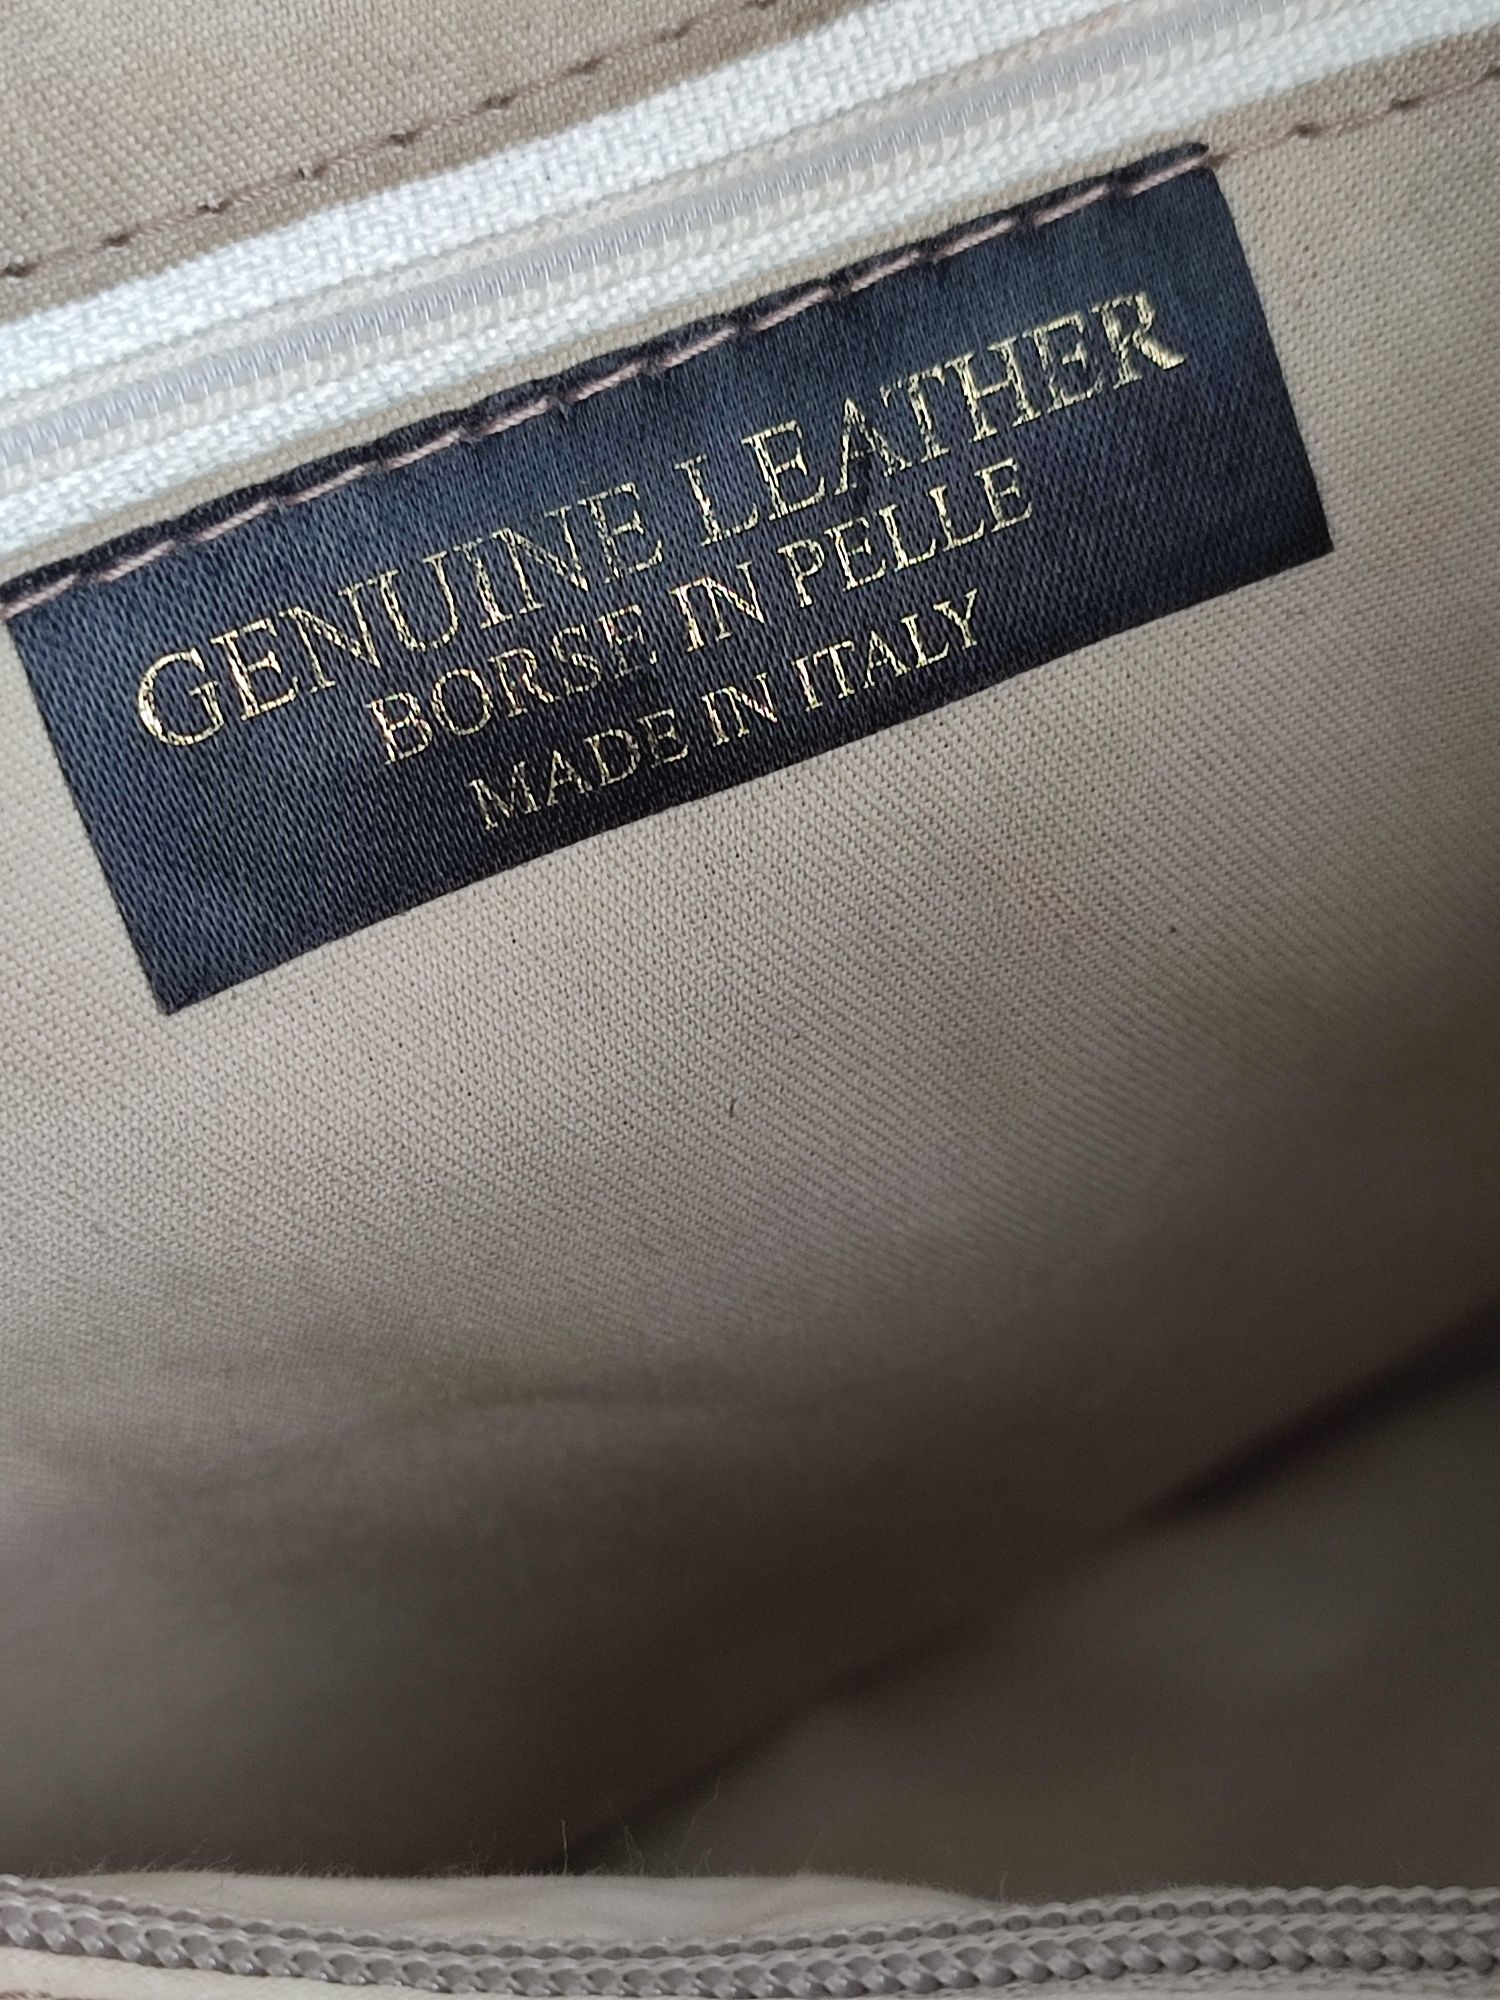 GENUINE LEATHER
BORSE IN PELLE
MADE IN ITALY